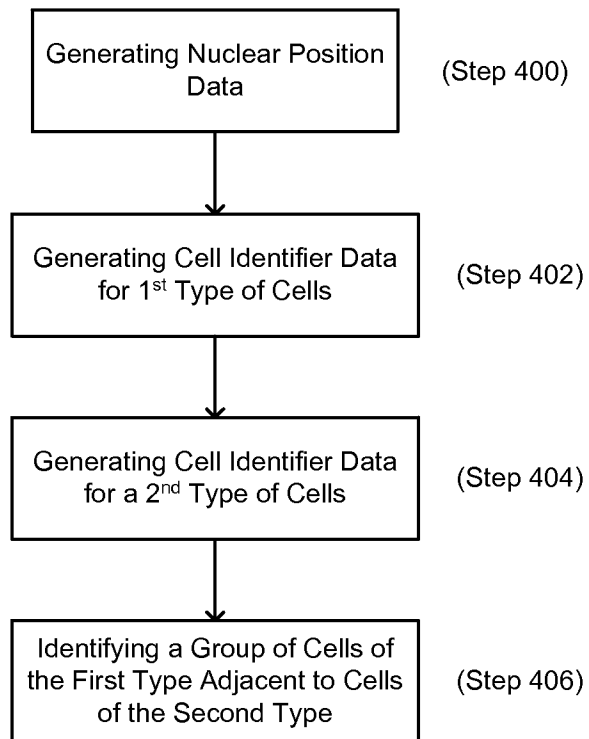 Generating Nuclear Position
Data
(Step 400)
Generating Cell Identifier Data
for 1st Type of Cells
(Step 402)
Generating Cell Identifier Data
for a 2nd Type of Cells
(Step 404)
Identifying a Group of Cells of
the First Type Adjacent to Cells
of the Second Type
(Step 406)